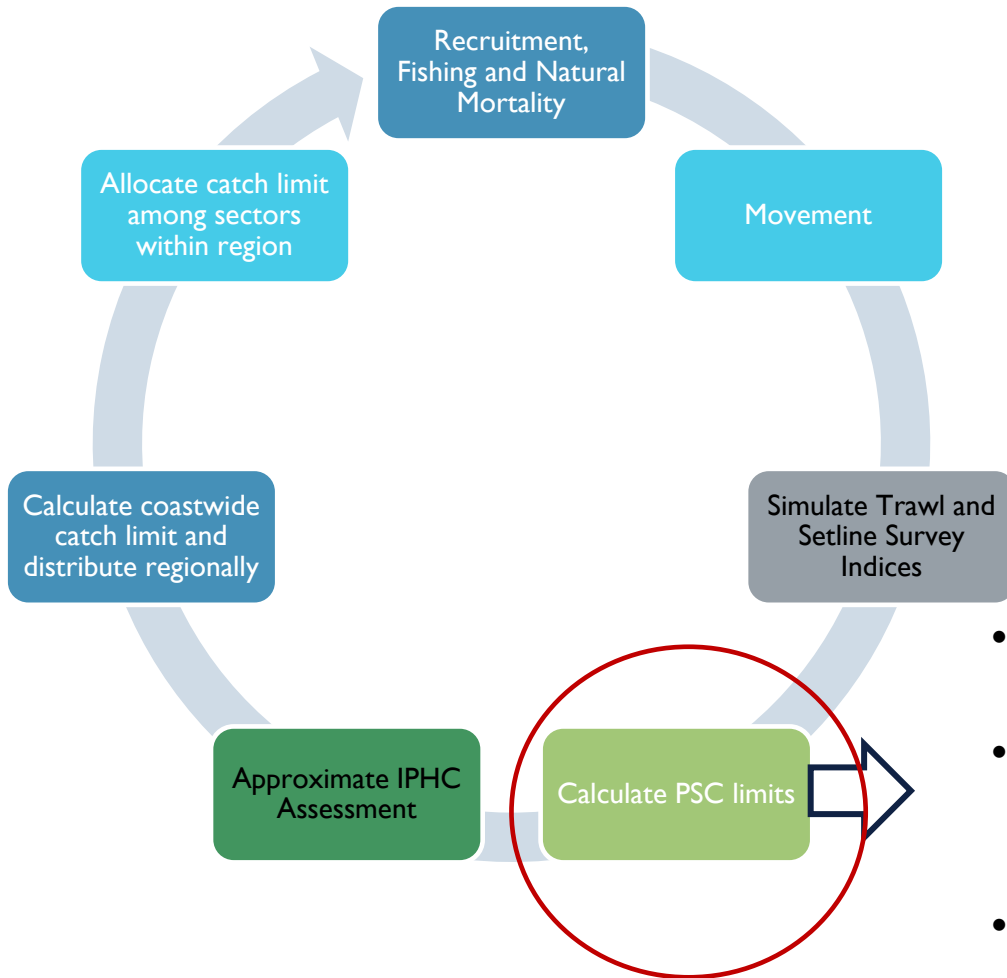 Recruitment,
Fishing and Natural
Mortality
Allocate catch limit
among sectors
within region
Movement
Calculate coastwide
catch limit and
distribute regionally
Simulate Trawl and
Setline Survey
Indices
•
•
Approximate IPHC
Assessment
Calculate PSC limits
•